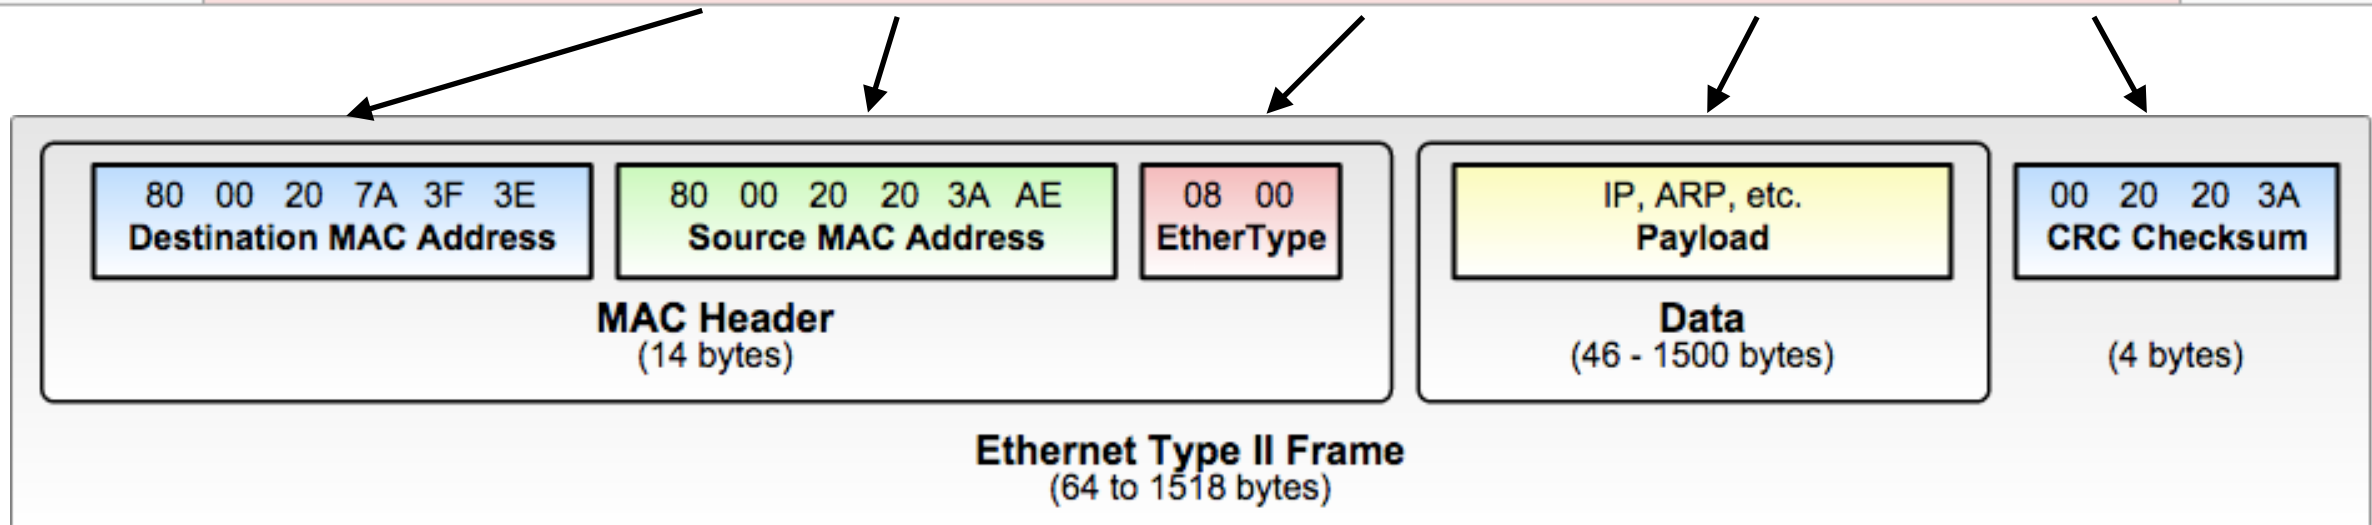 80 00 20 7A 3F 3E
Destination MAC Address
80 00 20 20 3A AE
Source MAC Address
08 00
EtherType
MAC Header
(14 bytes)
IP, ARP, etc.
Payload
Data
(46 - 1500 bytes)
00 20 20 3A
CRC Checksum
(4 bytes)
Ethernet Type II Frame
(64 to 1518 bytes)